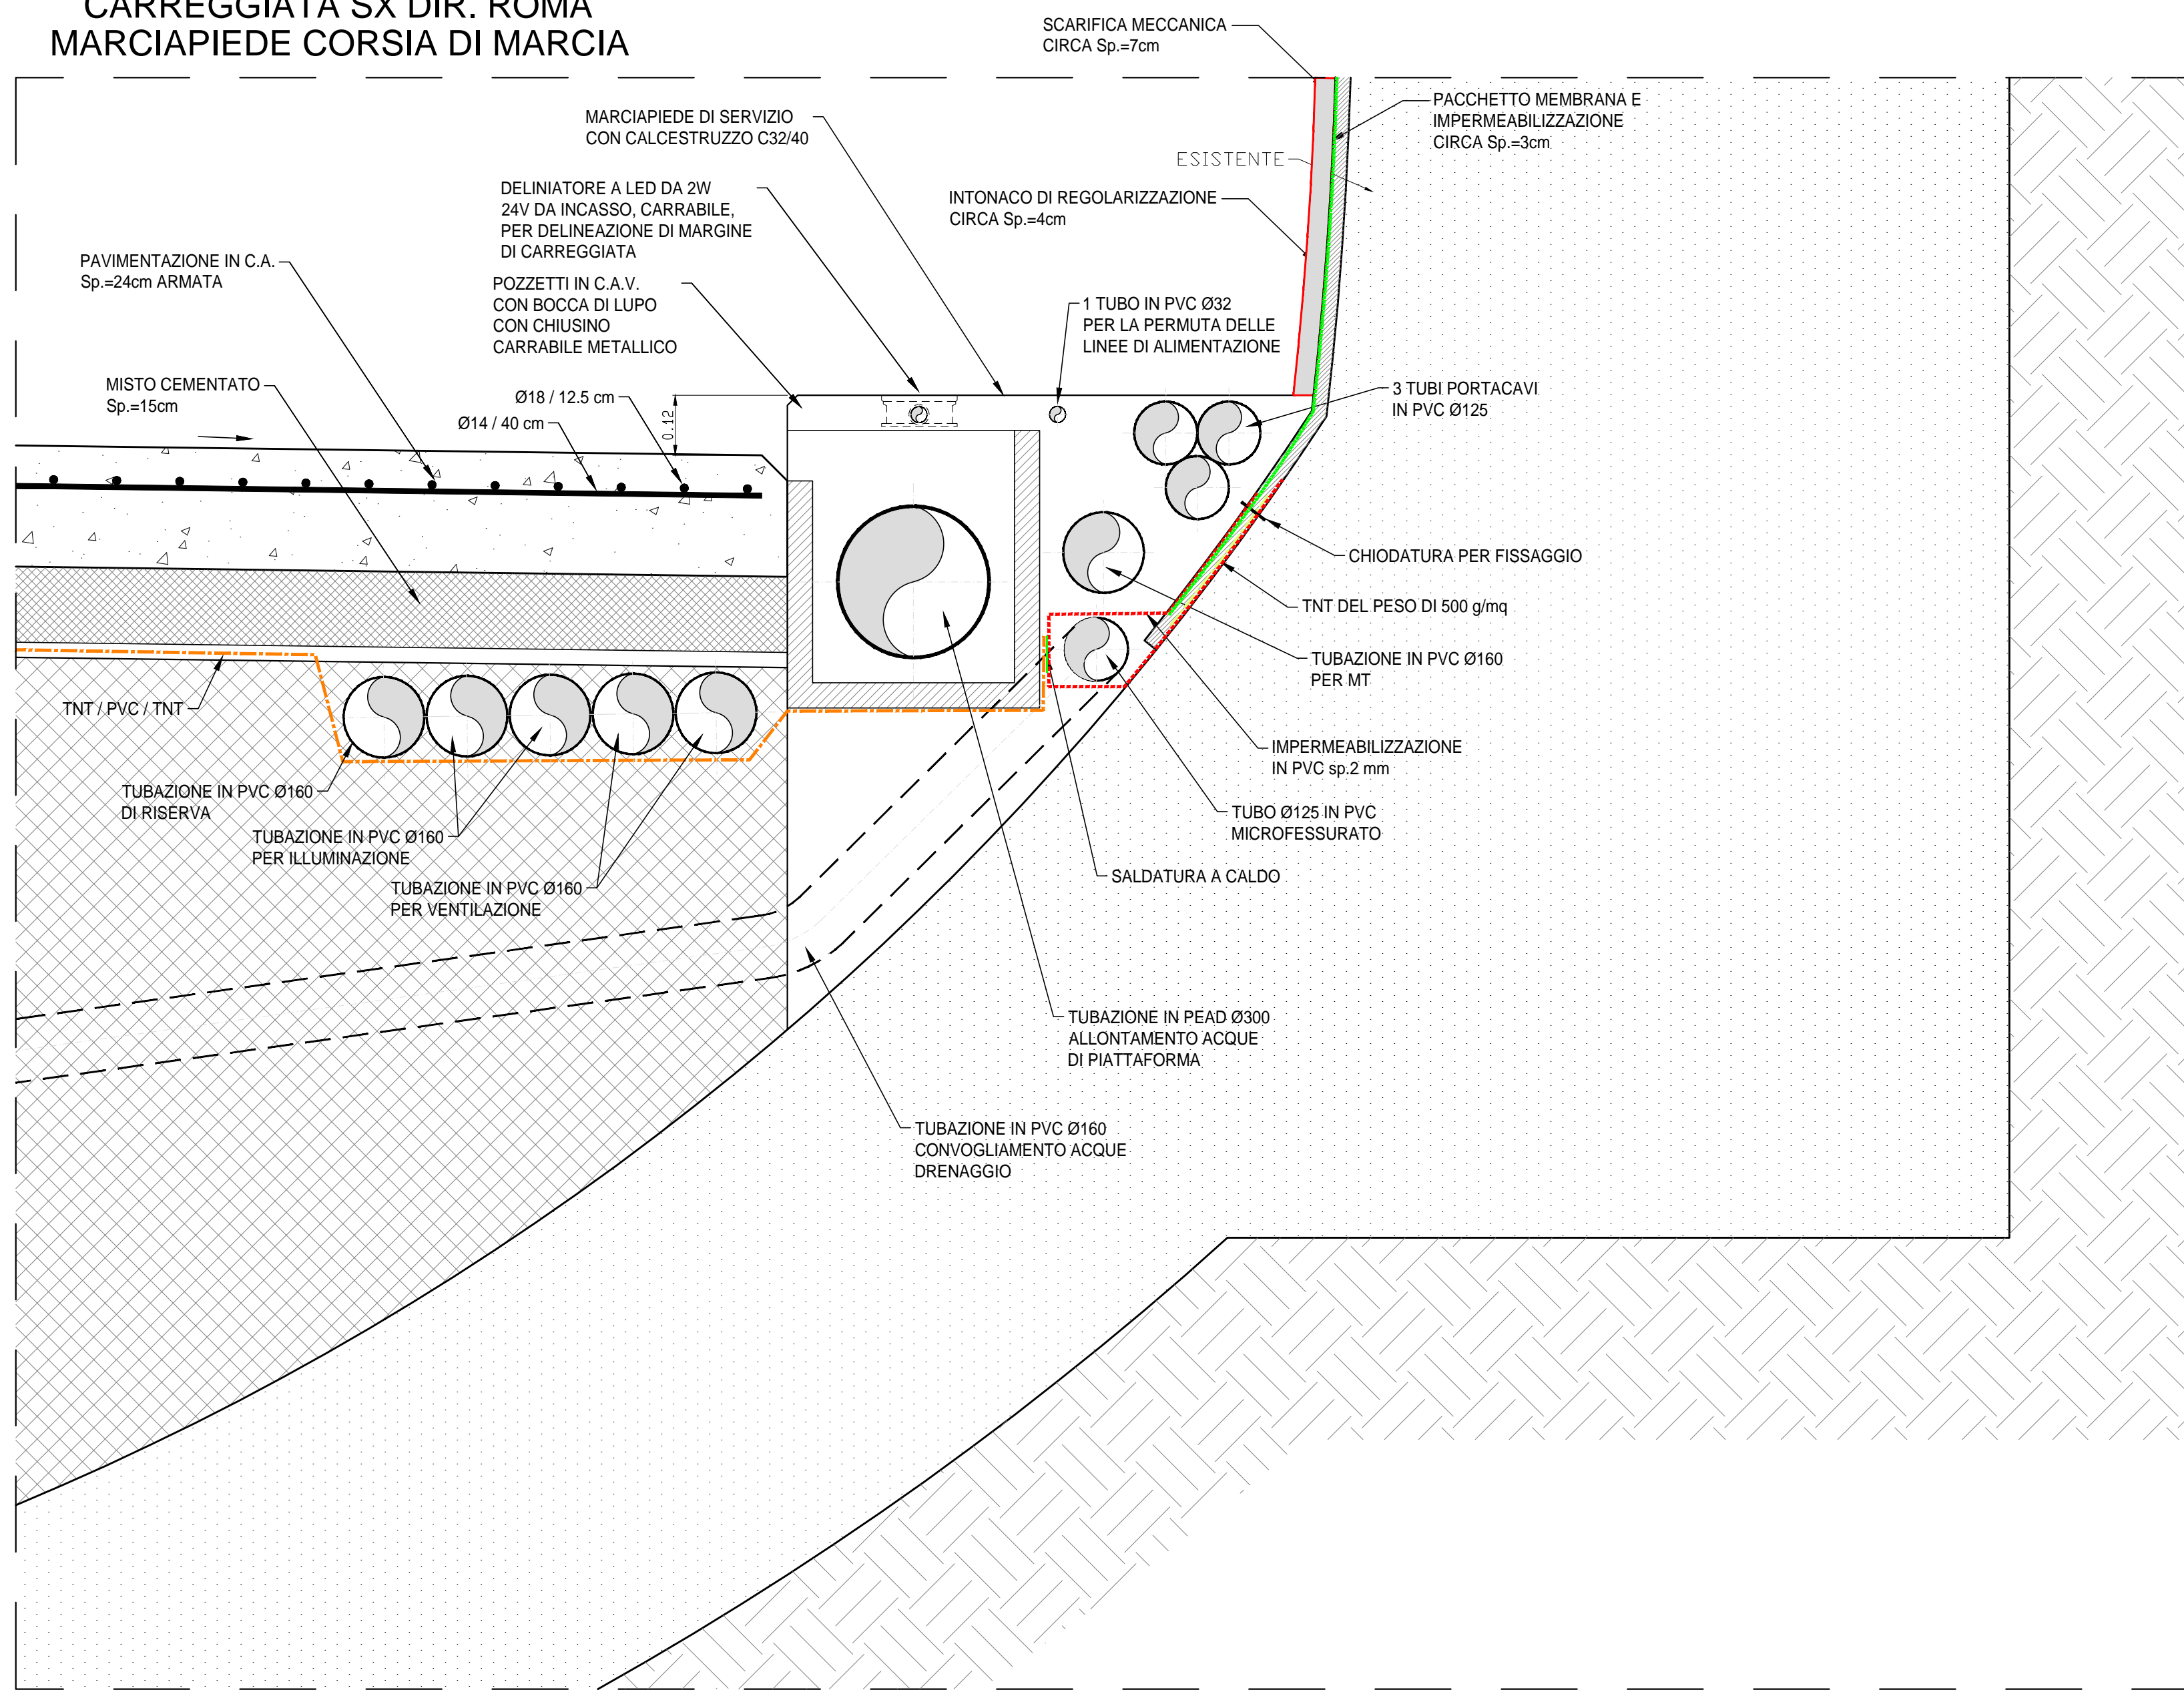 CARREGGIATA SX DIR. ROMA
MARCIAPIEDE CORSIA DI MARCIA
SCARIFICA MECCANICA
CIRCA Sp.=7cm
PACCHETTO MEMBRANA E
IMPERMEABILIZZAZIONE
CIRCA Sp.=3cm
MARCIAPIEDE DI SERVIZIO
CON CALCESTRUZZO C32/40
ESISTENTE
DELINIATORE A LED DA 2W
24V DA INCASSO, CARRABILE,
PER DELINEAZIONE DI MARGINE
DI CARREGGIATA
INTONACO DI REGOLARIZZAZIONE
CIRCA Sp.=4cm
PAVIMENTAZIONE IN C.A.
Sp.=24cm ARMATA
POZZETTI IN C.A.V.
CON BOCCA DI LUPO
CON CHIUSINO
CARRABILE METALLICO
1 TUBO IN PVC Ø32
PER LA PERMUTA DELLE
LINEE DI ALIMENTAZIONE
MISTO CEMENTATO
Sp.=15cm
Ø18 / 12.5 cm
Ø14 / 40 cm
0.12
3 TUBI PORTACAVI
IN PVC Ø125
CHIODATURA PER FISSAGGIO
TNT DEL PESO DI 500 g/mq
TUBAZIONE IN PVC Ø160
PER MT
TNT / PVC / TNT
IMPERMEABILIZZAZIONE
IN PVC sp.2 mm
TUBAZIONE IN PVC Ø160
DI RISERVA
TUBO Ø125 IN PVC
MICROFESSURATO
TUBAZIONE IN PVC Ø160
PER ILLUMINAZIONE
SALDATURA A CALDO
TUBAZIONE IN PVC Ø160
PER VENTILAZIONE
TUBAZIONE IN PEAD Ø300
ALLONTAMENTO ACQUE
DI PIATTAFORMA
TUBAZIONE IN PVC Ø160
CONVOGLIAMENTO ACQUE
DRENAGGIO